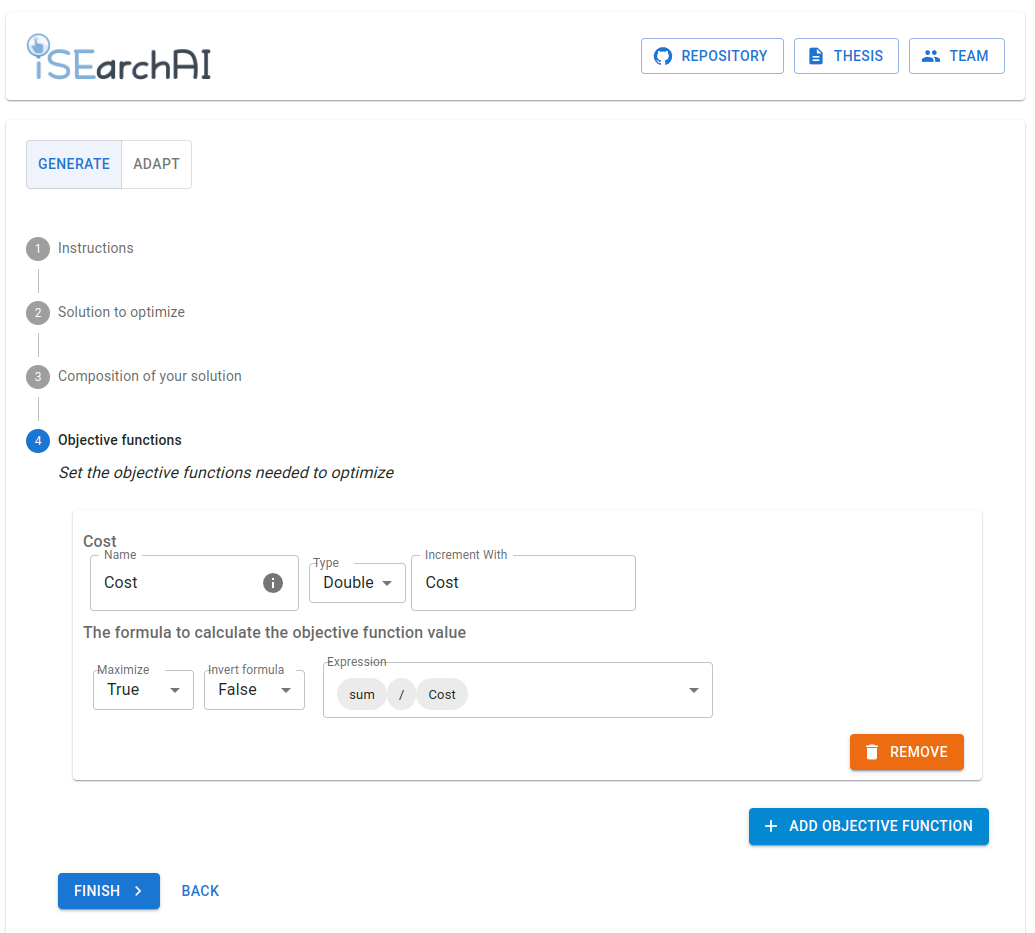 iSEarchAI
REPOSITORY THESIS TEAM
GENERATE ADAPT
1 Instructions
2 Solution to optimize
3 Composition of your solution
4 Objective functions
Set the objective functions needed to optimize
Cost
Name Type Increment With
Cost i Double Cost
The formula to calculate the objective function value
Maximize Invert formula Expression
True False sum / Cost
REMOVE
+ ADD OBJECTIVE FUNCTION
FINISH > BACK